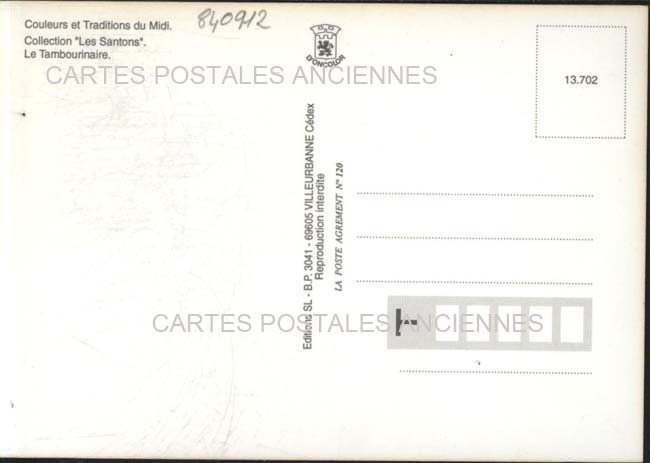 Couleurs et Traditions du Midi.
Collection "Les Santons".
Le Tambourinaire.
840912
D'ONCOLOR
13.702
CARTES POSTALES ANCIENNES
Editions SL - B.P. 3041 - 69605 VILLEURBANNE Cédex
Reproduction interdite
LA POSTE AGREMENT N° 120
CARTES POSTALES ANCIENNES